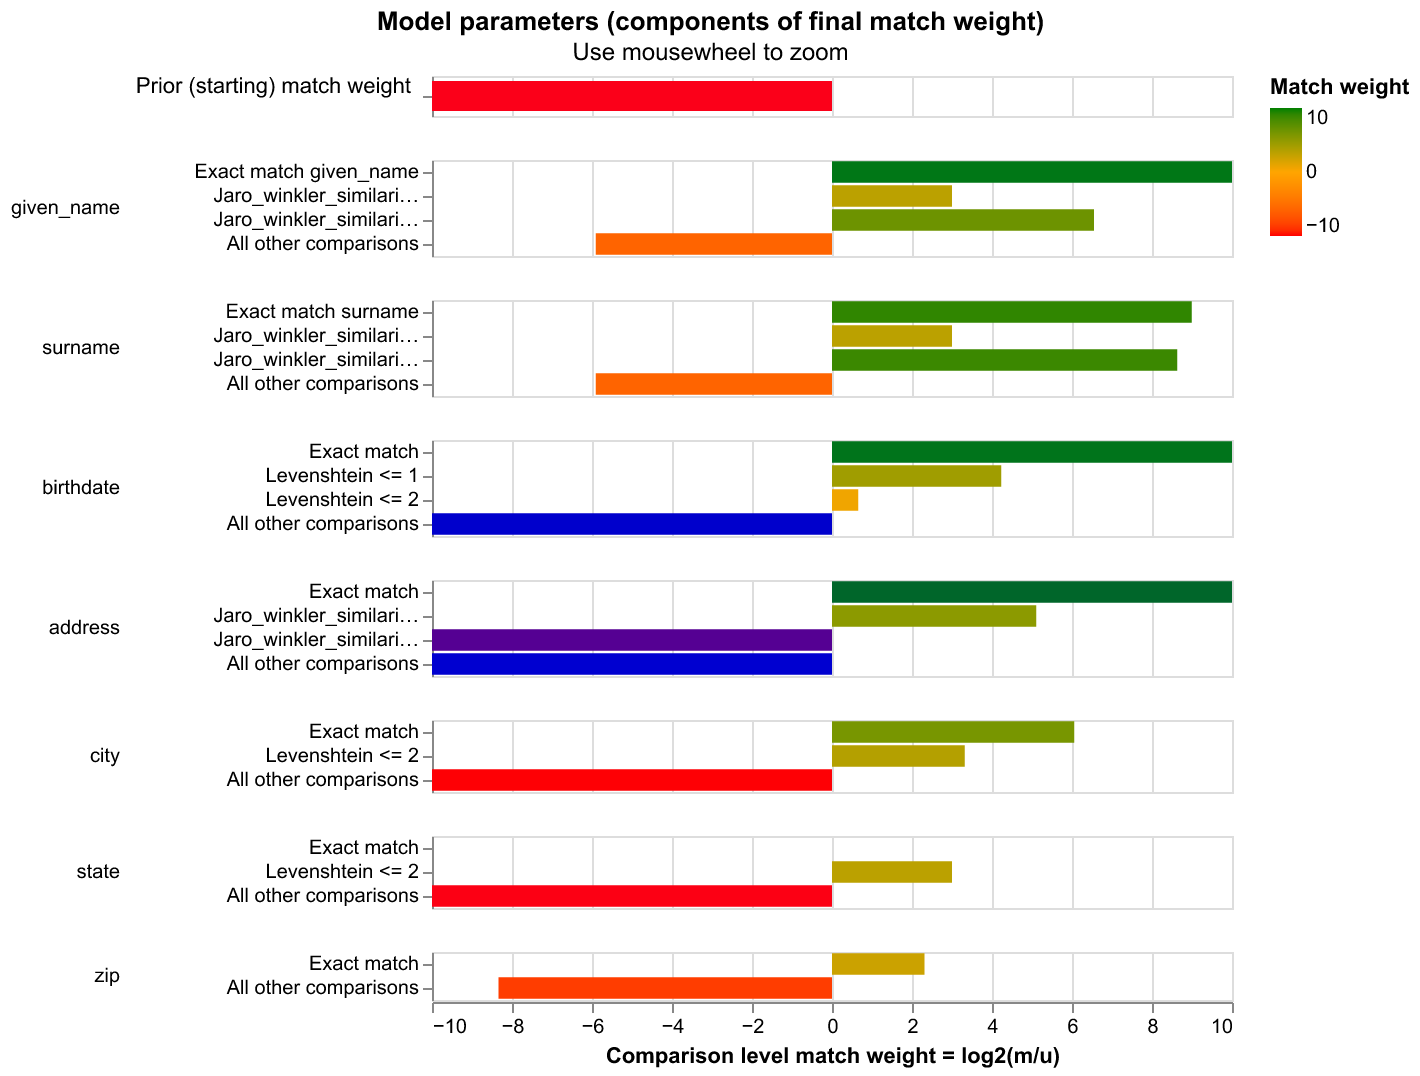 Model parameters (components of final match weight)
Use mousewheel to zoom
Prior (starting) match weight
Match weight
10
0
−10
given_name
Exact match given_name
Jaro_winkler_similari…
Jaro_winkler_similari…
All other comparisons
surname
Exact match surname
Jaro_winkler_similari…
Jaro_winkler_similari…
All other comparisons
birthdate
Exact match
Levenshtein <= 1
Levenshtein <= 2
All other comparisons
address
Exact match
Jaro_winkler_similari…
Jaro_winkler_similari…
All other comparisons
city
Exact match
Levenshtein <= 2
All other comparisons
state
Exact match
Levenshtein <= 2
All other comparisons
zip
Exact match
All other comparisons
−10 −8 −6 −4 −2 0 2 4 6 8 10
Comparison level match weight = log2(m/u)